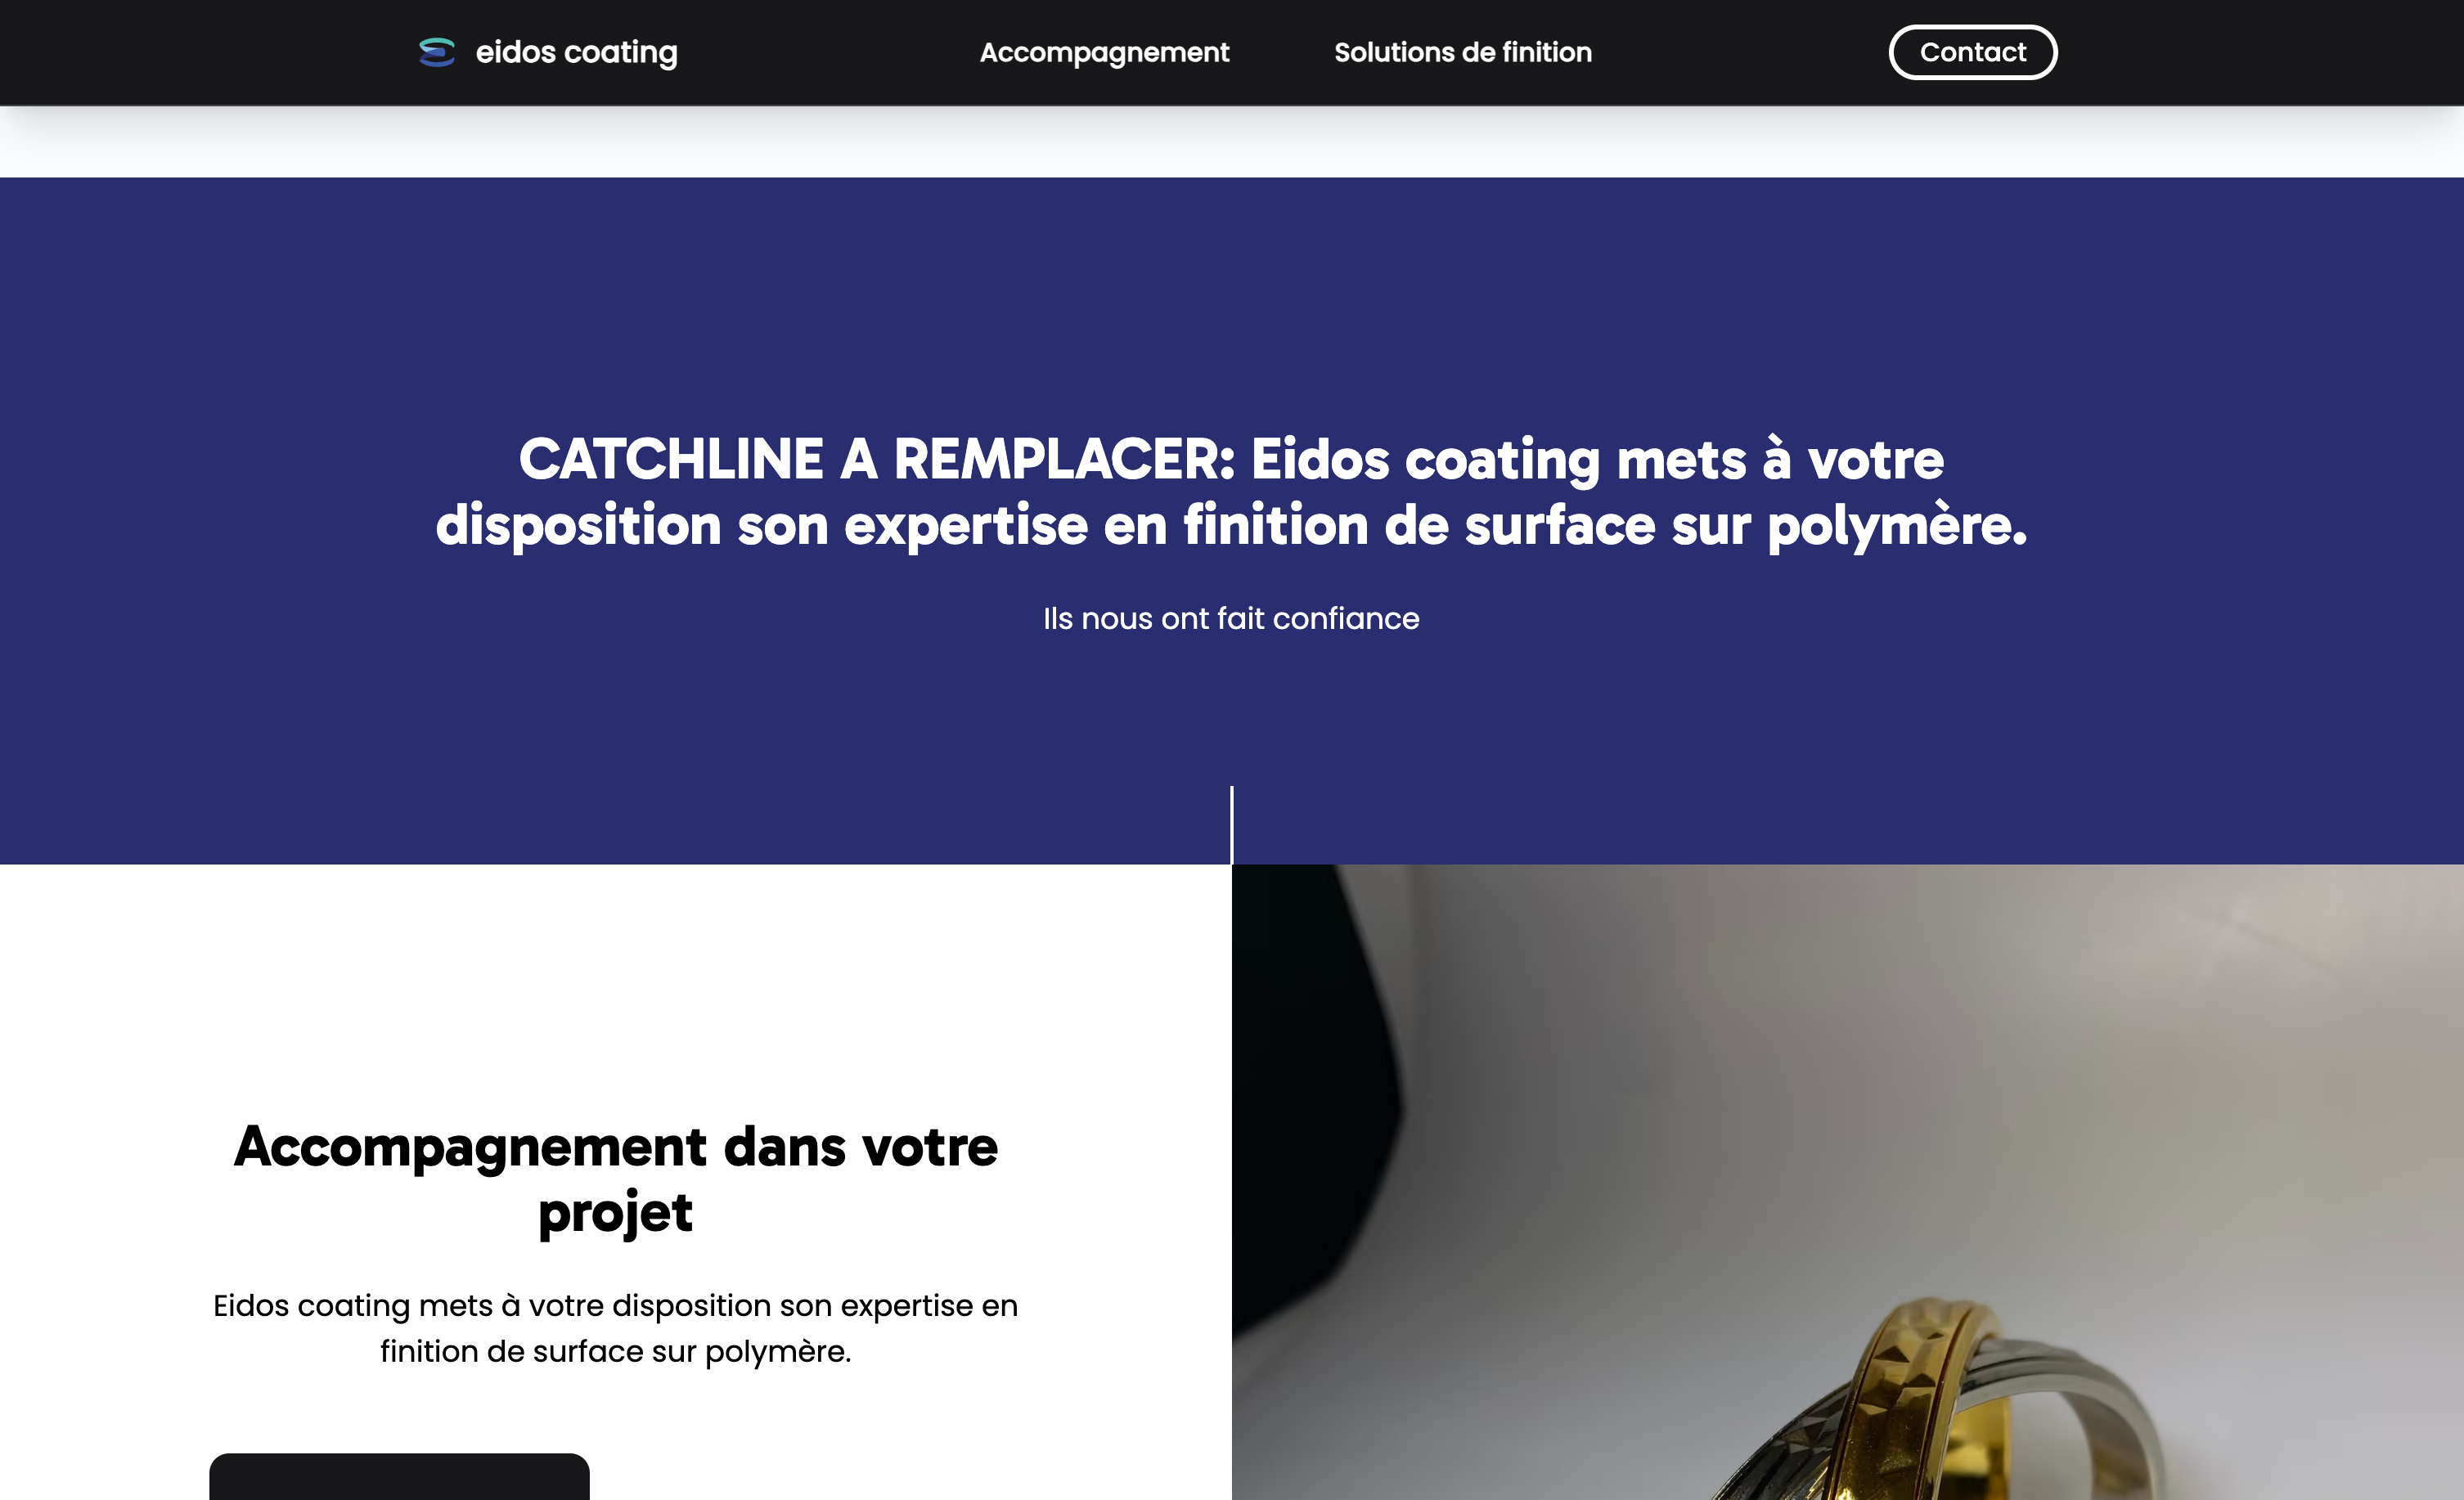 eidos coating
Accompagnement
Solutions de finition
Contact
CATCHLINE A REMPLACER: Eidos coating mets à votre
disposition son expertise en finition de surface sur polymère.
Ils nous ont fait confiance
Accompagnement dans votre
projet
Eidos coating mets à votre disposition son expertise en
finition de surface sur polymère.